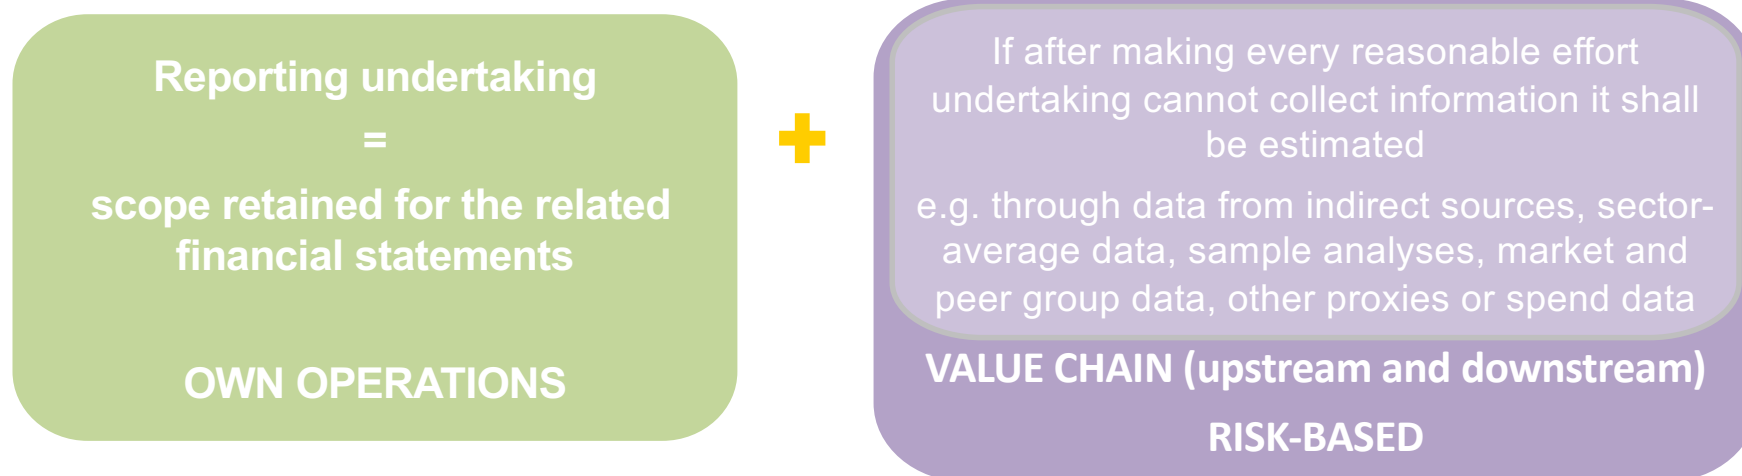 Reporting undertaking
=
scope retained for the related
financial statements
OWN OPERATIONS
If after making every reasonable effort
undertaking cannot collect information it shall
be estimated
e.g. through data from indirect sources, sector-
average data, sample analyses, market and
peer group data, other proxies or spend data
VALUE CHAIN (upstream and downstream)
RISK-BASED